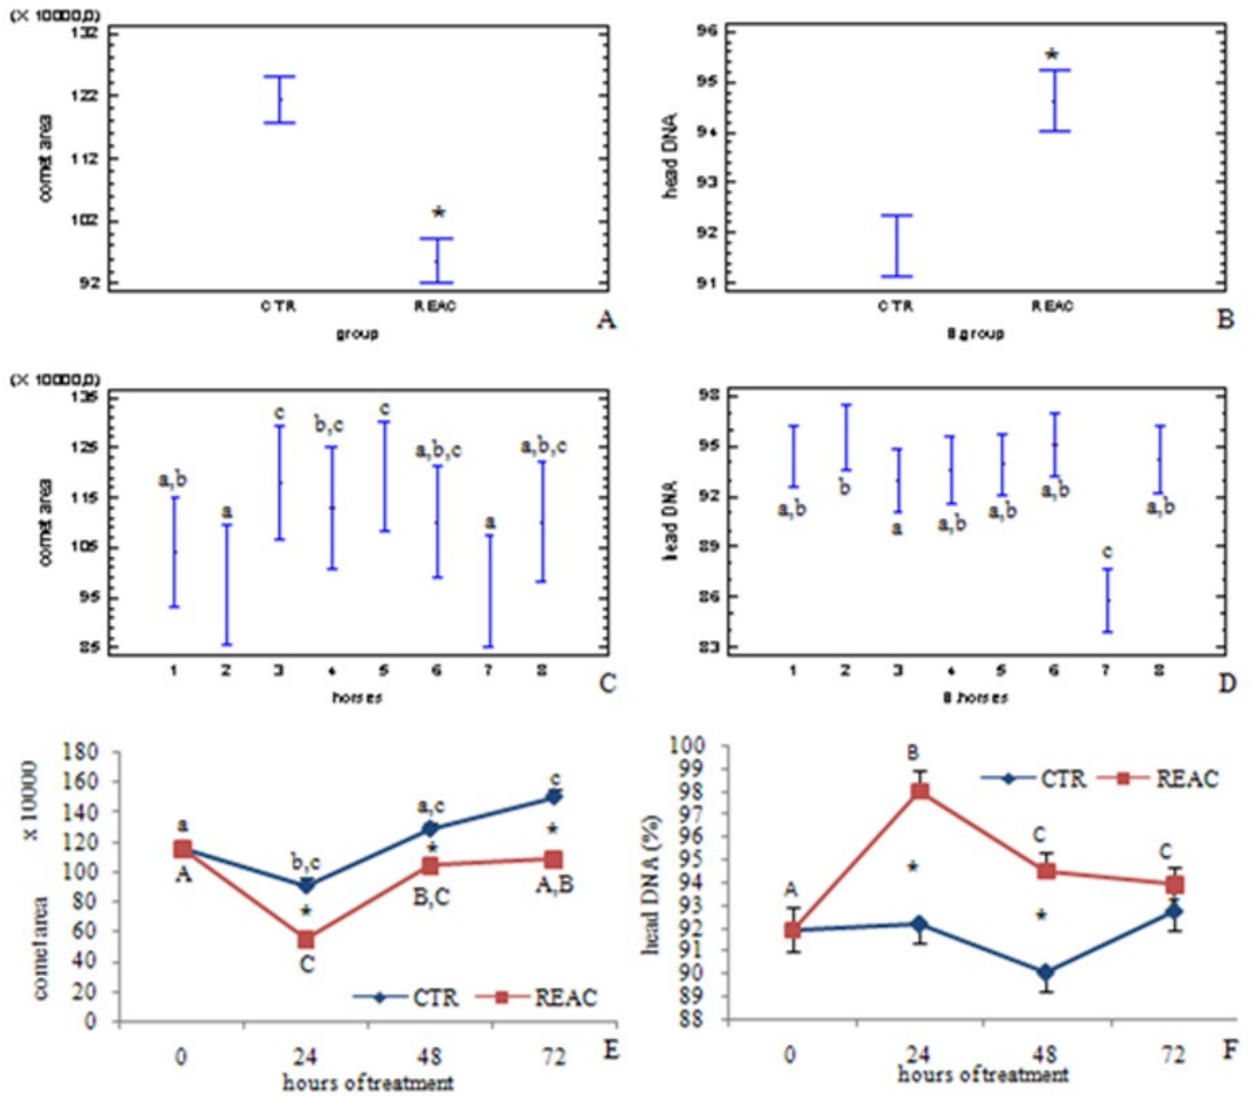 (X 10000,0)
132
122
112
102
92
comet area
*
CTR
REAC
group
A
96
95
94
93
92
91
head DNA
*
CTR
REAC
B.group
B
(X 10000,0)
135
125
115
105
95
85
comet area
a,b
a
c
b,c
c
a,b,c
a
a,b,c
1 2 3 4 5 6 7 8
horses
C
98
95
92
89
86
83
head DNA
a,b
b
a
a,b
a,b
a,b
c
a,b
1 2 3 4 5 6 7 8
B.horses
D
180
160
140
120
100
80
60
40
20
0
x 10000
comet area
a
b,c
a,c
c
*
*
*
A
C
B,C
A,B
CTR
REAC
0 24 48 72
hours of treatment
E
100
99
98
97
96
95
94
93
92
91
90
89
88
head DNA (%)
A
B
C
C
*
*
*
CTR
REAC
0 24 48 72
hours of treatment
F